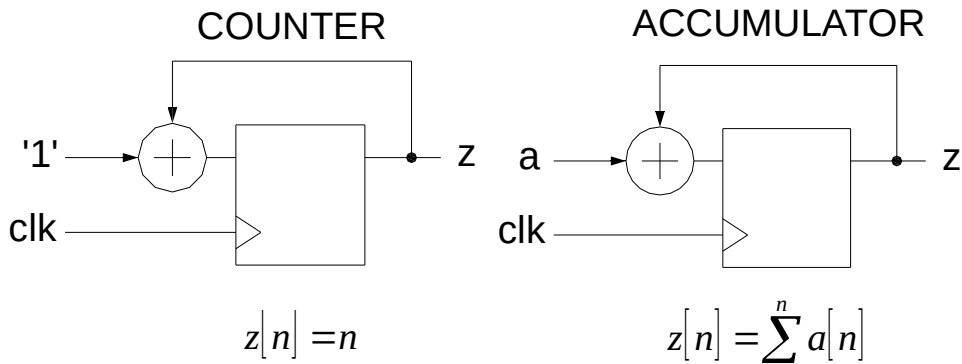 COUNTER
'1'
clk
z
z[n]=n
ACCUMULATOR
a
clk
z
z[n]=∑ⁿ a[n]